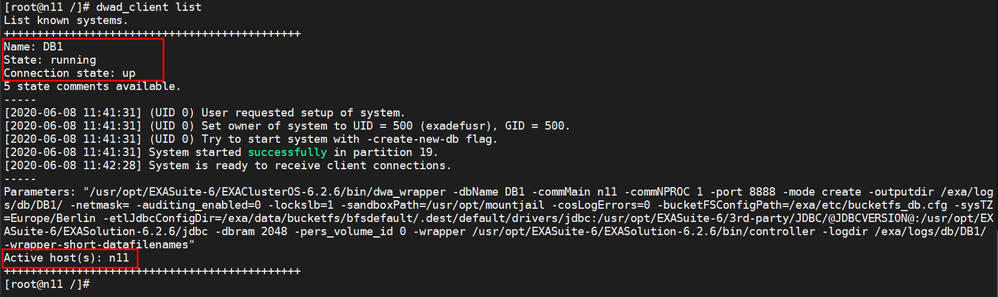 [root@n11 /]# dwad_client list
List known systems.
+++++++++++++++++++++++++++++++++++++++++++++
Name: DB1
State: running
Connection state: up
5 state comments available.
-----
[2020-06-08 11:41:31] (UID 0) User requested setup of system.
[2020-06-08 11:41:31] (UID 0) Set owner of system to UID = 500 (exadefusr), GID = 500.
[2020-06-08 11:41:31] (UID 0) Try to start system with -create-new-db flag.
[2020-06-08 11:41:31] System started successfully in partition 19.
[2020-06-08 11:42:28] System is ready to receive client connections.
-----
Parameters: "/usr/opt/EXASuite-6/EXAClusterOS-6.2.6/bin/dwa_wrapper -dbName DB1 -commMain n11 -commNPROC 1 -port 8888 -mode create -outputdir /exa/log
s/db/DB1/ -netmask= -auditing_enabled=0 -lockslb=1 -sandboxPath=/usr/opt/mountjail -cosLogErrors=0 -bucketFSConfigPath=/exa/etc/bucketfs_db.cfg -sysTZ
=Europe/Berlin -etlJdbcConfigDir=/exa/data/bucketfs/bfsdefault/.dest/default/drivers/jdbc:/usr/opt/EXASuite-6/3rd-party/JDBC/@JDBCVERSION@:/usr/opt/EX
ASuite-6/EXASolution-6.2.6/jdbc -dbram 2048 -pers_volume_id 0 -wrapper /usr/opt/EXASuite-6/EXASolution-6.2.6/bin/controller -logdir /exa/logs/db/DB1/
-wrapper-short-datafilenames"
Active host(s): n11
+++++++++++++++++++++++++++++++++++++++++++++
[root@n11 /]#